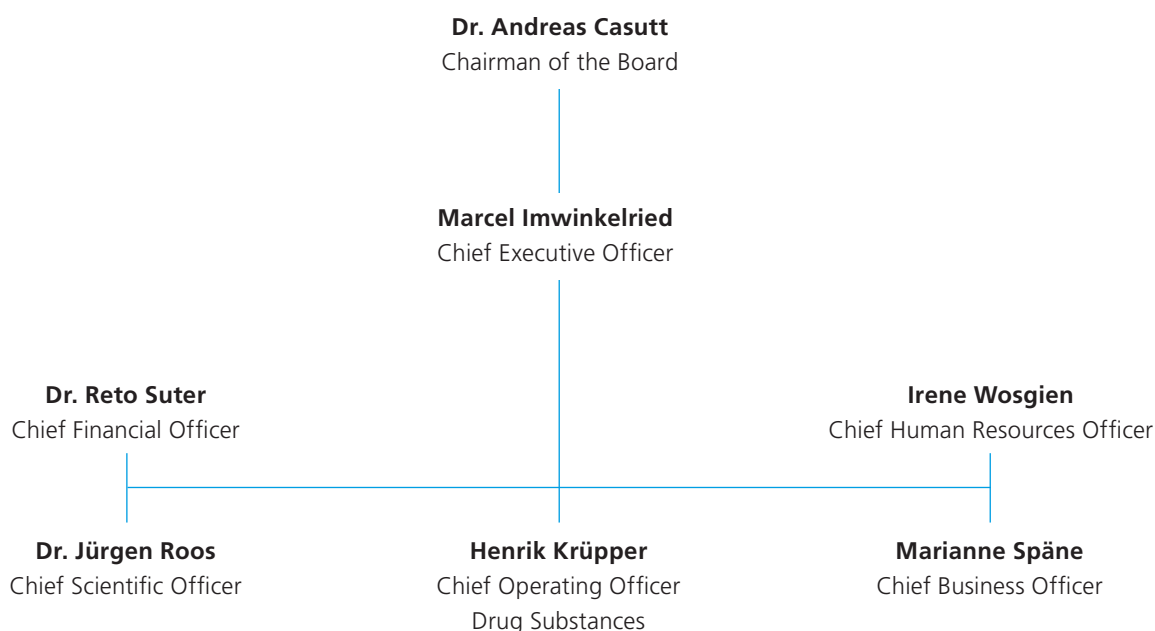 Dr. Andreas Casutt
Chairman of the Board
Marcel Imwinkelried
Chief Executive Officer
Dr. Reto Suter
Chief Financial Officer
Irene Wosgien
Chief Human Resources Officer
Dr. Jürgen Roos
Chief Scientific Officer
Henrik Krüpper
Chief Operating Officer
Drug Substances
Marianne Späne
Chief Business Officer